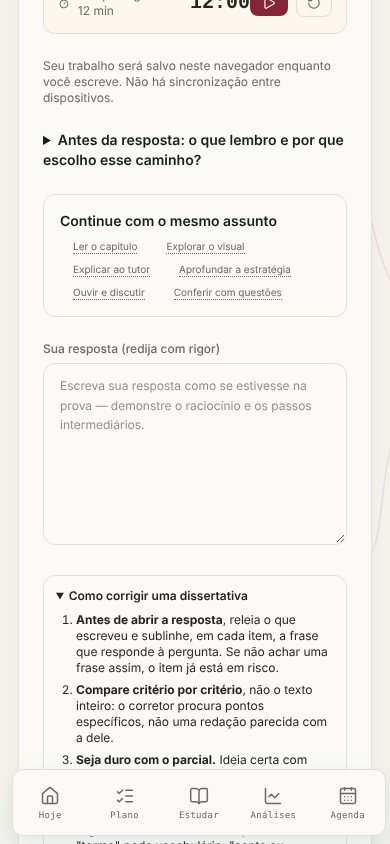 12 min
12:00
Seu trabalho será salvo neste navegador enquanto
você escreve. Não há sincronização entre
dispositivos.
Antes da resposta: o que lembro e por que
escolho esse caminho?
Continue com o mesmo assunto
Ler o capítulo
Explorar o visual
Explicar ao tutor
Aprofundar a estratégia
Ouvir e discutir
Conferir com questões
Sua resposta (redija com rigor)
Escreva sua resposta como se estivesse na
prova — demonstre o raciocínio e os passos
intermediários.
Como corrigir uma dissertativa
1. Antes de abrir a resposta, releia o que
escreveu e sublinhe, em cada item, a frase
que responde à pergunta. Se não achar uma
frase assim, o item já está em risco.
2. Compare critério por critério, não o texto
inteiro: o corretor procura pontos
específicos, não uma redação parecida com
a dele.
3. Seja duro com o parcial. Ideia certa com
Hoje
Plano
Estudar
Análises
Agenda